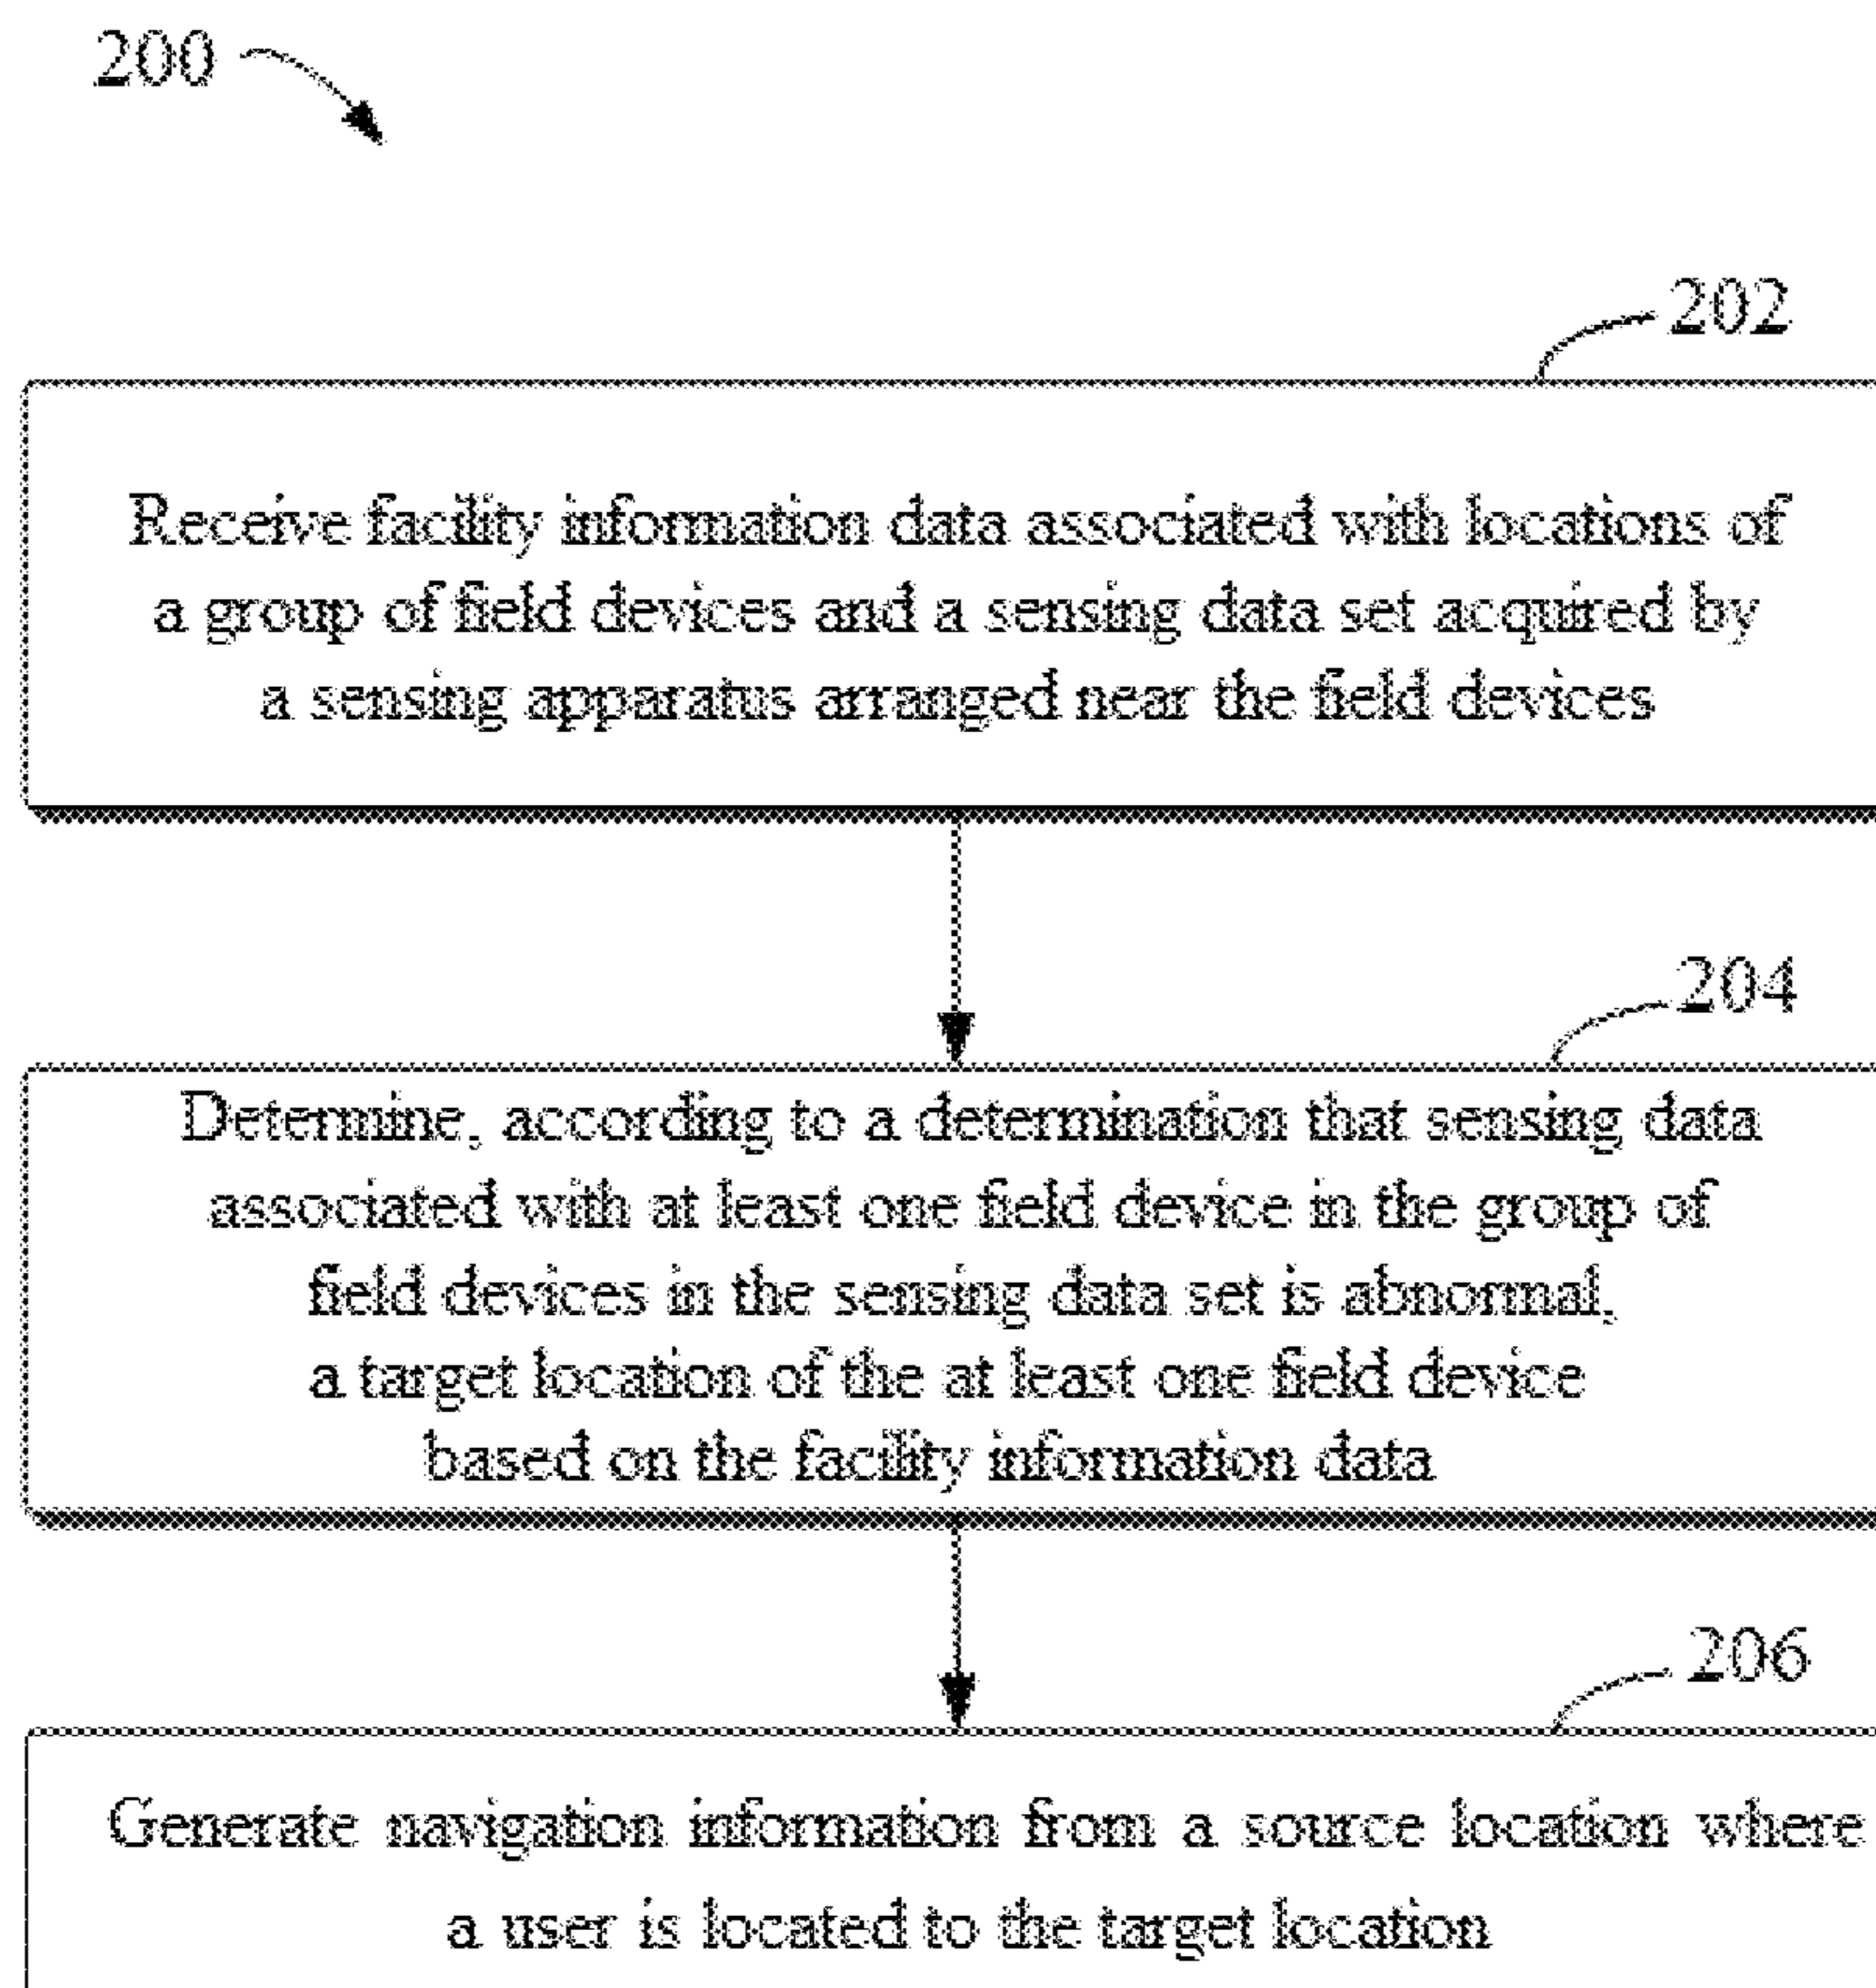 200
202
Receive facility information data associated with locations of
a group of field devices and a sensing data set acquired by
a sensing apparatus arranged near the field devices
204
Determine, according to a determination that sensing data
associated with at least one field device in the group of
field devices in the sensing data set is abnormal,
a target location of the at least one field device
based on the facility information data
206
Generate navigation information from a source location where
a user is located to the target location